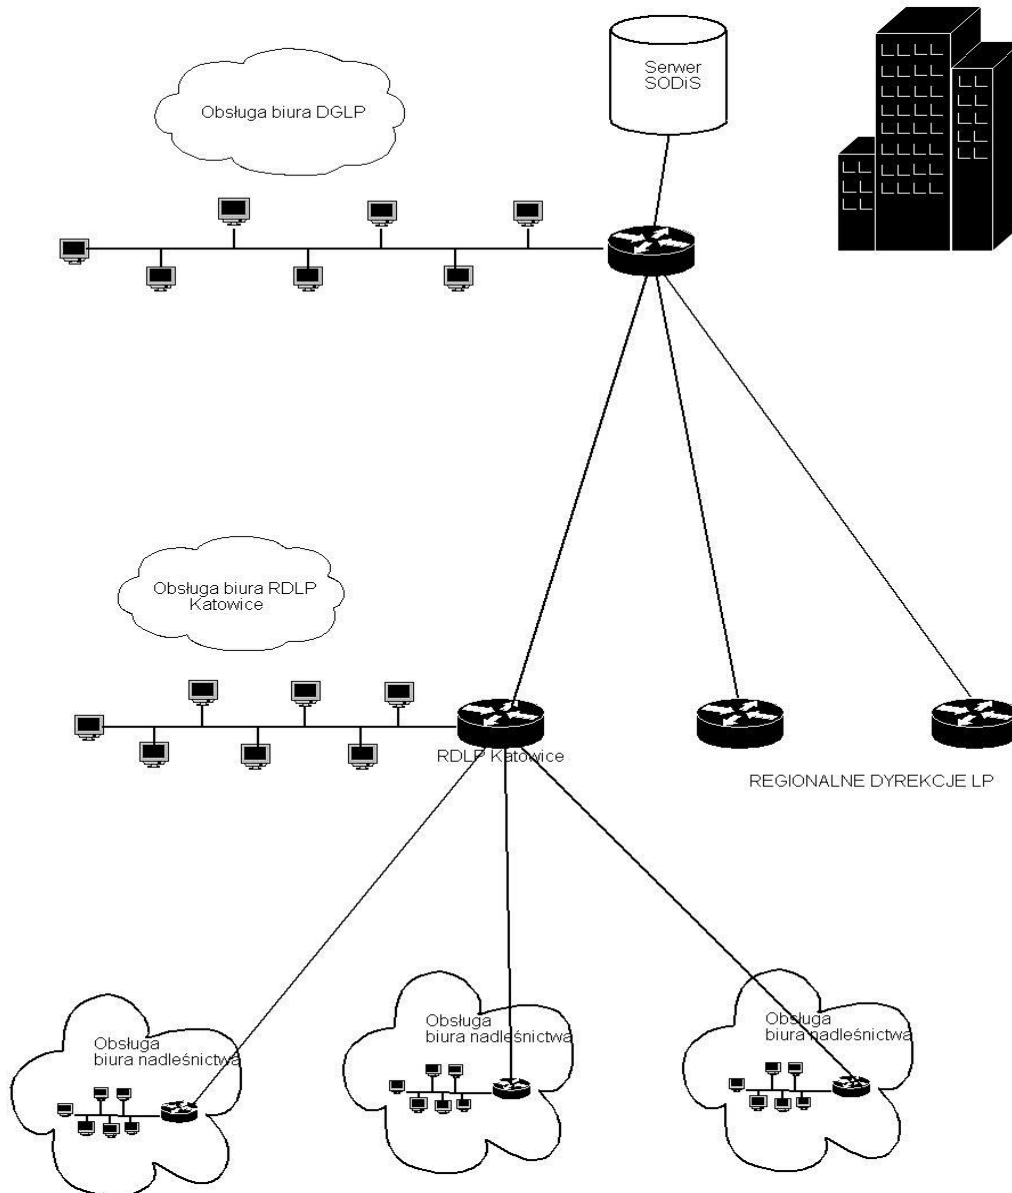 Serwer
SODiS
Obsługa biura DGLP
Obsługa biura RDLP
Katowice
RDLP Katowice
REGIONALNE DYREKCJE LP
Obsługa
biura nadleśnictwa
Obsługa
biura nadleśnictwa
Obsługa
biura nadleśnictwa